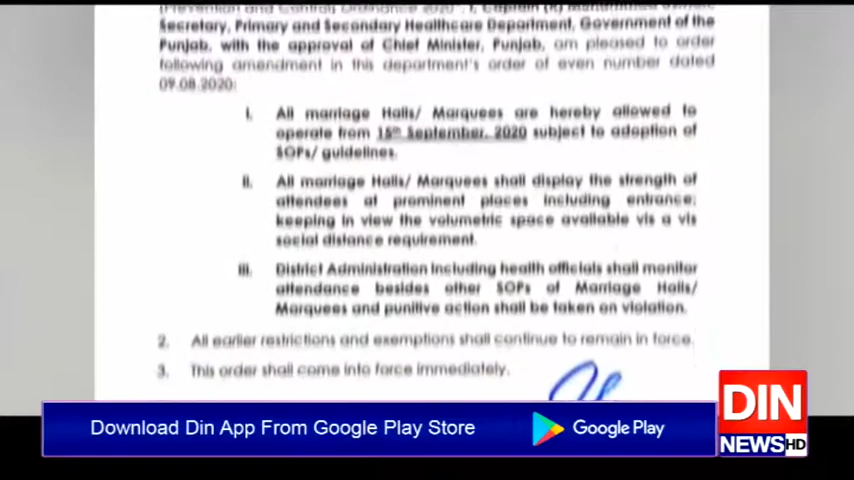 (Prevention and Control) Ordinance 2020", I, Captain (R)
Secretary, Primary and Secondary Healthcare Department, Government of the
Punjab, with the approval of Chief Minister, Punjab, am pleased to order
following amendment in this department's order of even number dated
09.08.2020:
i. All marriage Halls/ Marquees are hereby allowed to
operate from 15th September, 2020 subject to adoption of
SOPs/ guidelines.
ii. All marriage Halls/ Marquees shall display the strength of
attendees at prominent places including entrance,
keeping in view the volumetric space available vis a vis
social distance requirement.
iii. District Administration including health officials shall monitor
attendance besides other SOPs of Marriage Halls/
Marquees and punitive action shall be taken on violation.
2. All earlier restrictions and exemptions shall continue to remain in force.
3. This order shall come into force immediately.
Download Din App From Google Play Store
Google Play
DIN
NEWS HD